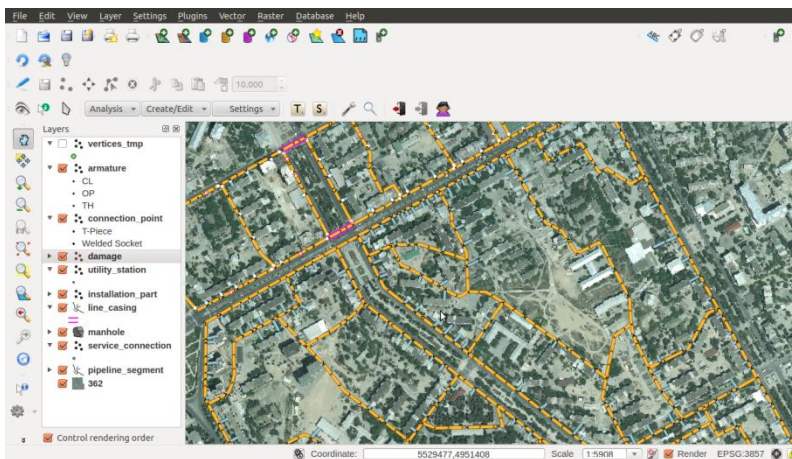 File Edit View Layer Settings Plugins Vector Raster Database Help
10.000
Analysis Create/Edit Settings T. S.
Layers
vertices_tmp
armature
CL
OP
TH
connection_point
T-Piece
Welded Socket
damage
utility_station
installation_part
line_casing
manhole
service_connection
pipeline_segment
362
Control rendering order
Coordinate: 5529477,4951408 Scale 1:5908 Render EPSG:3857